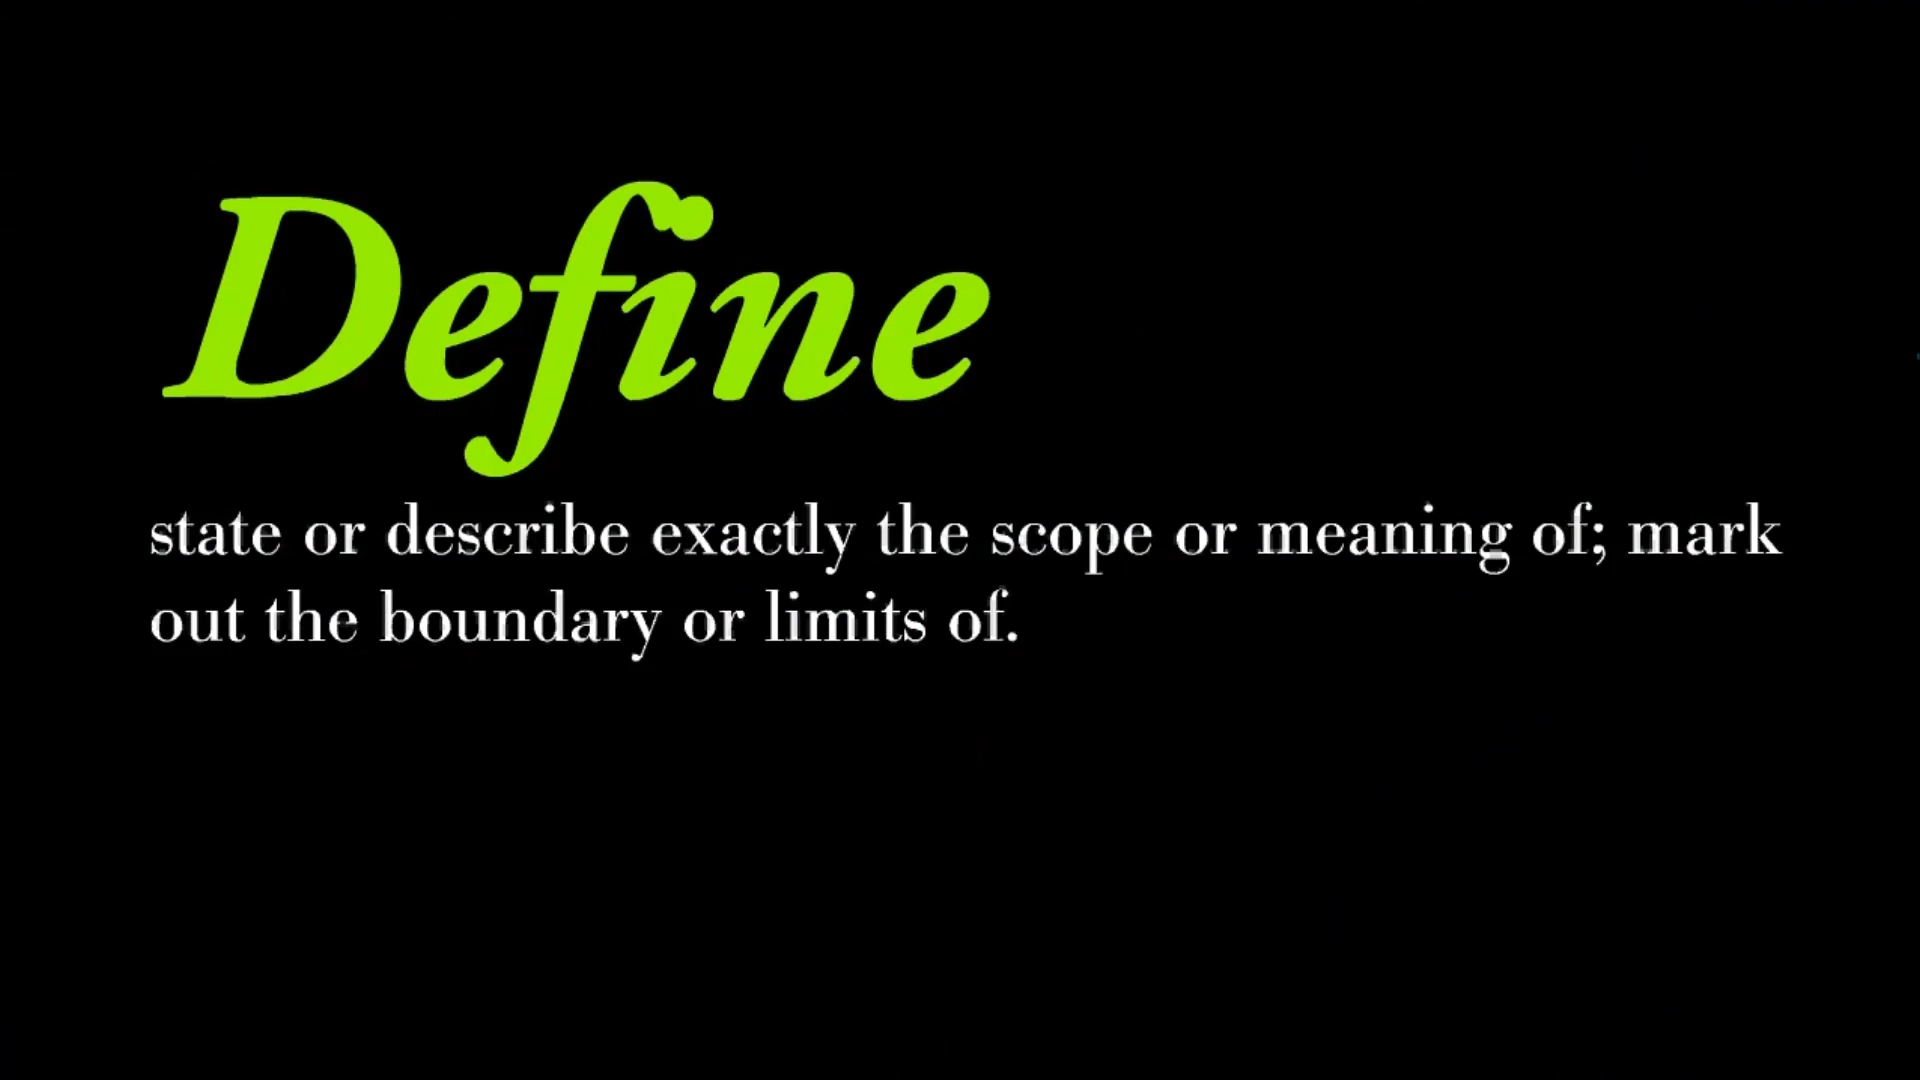 Define
state or describe exactly the scope or meaning of; mark
out the boundary or limits of.